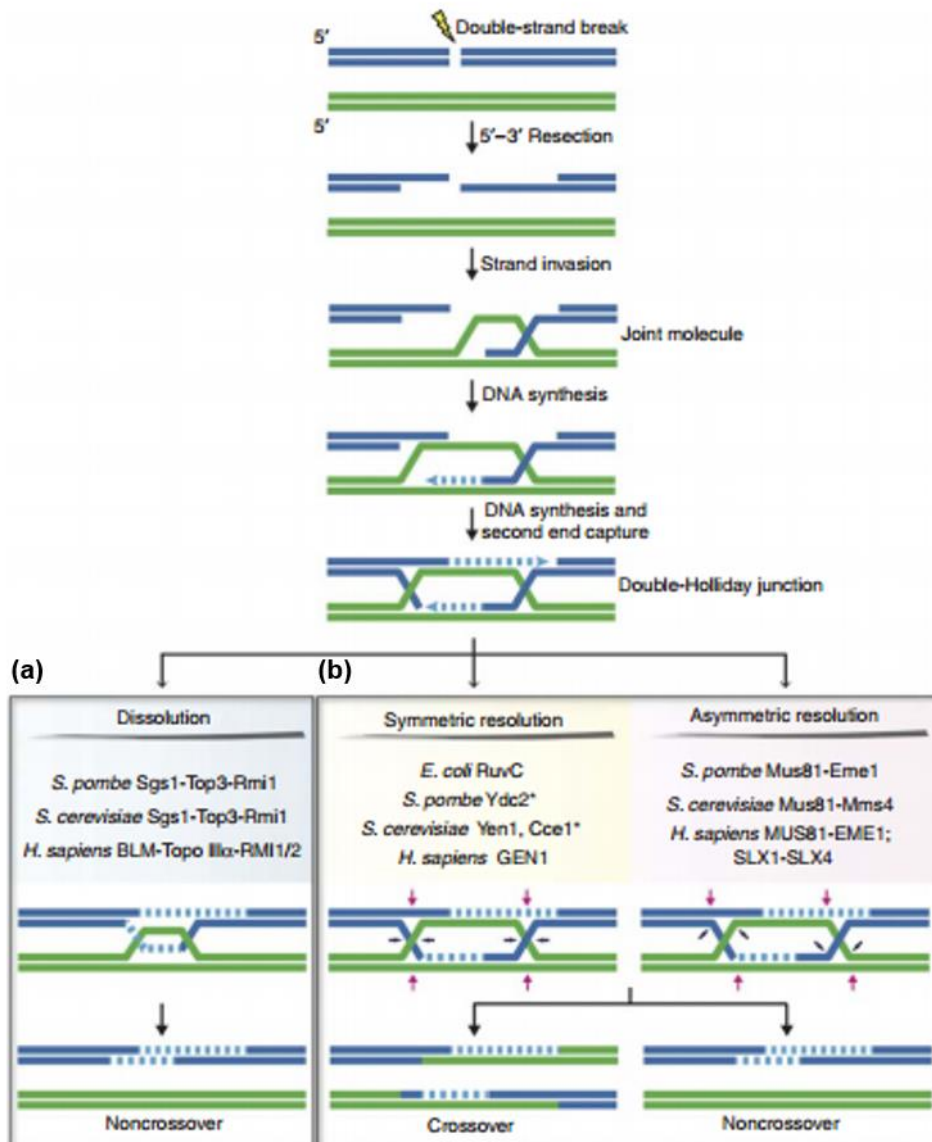 Double-strand break
5′
5′
5′–3′ Resection
Strand invasion
Joint molecule
DNA synthesis
DNA synthesis and
second end capture
Double-Holliday junction
(a)
(b)
Dissolution
S. pombe Sgs1-Top3-Rmi1
S. cerevisiae Sgs1-Top3-Rmi1
H. sapiens BLM-Topo IIIα-RMI1/2
Noncrossover
Symmetric resolution
E. coli RuvC
S. pombe Ydc2*
S. cerevisiae Yen1, Cce1*
H. sapiens GEN1
Asymmetric resolution
S. pombe Mus81-Eme1
S. cerevisiae Mus81-Mms4
H. sapiens MUS81-EME1;
SLX1-SLX4
Crossover
Noncrossover